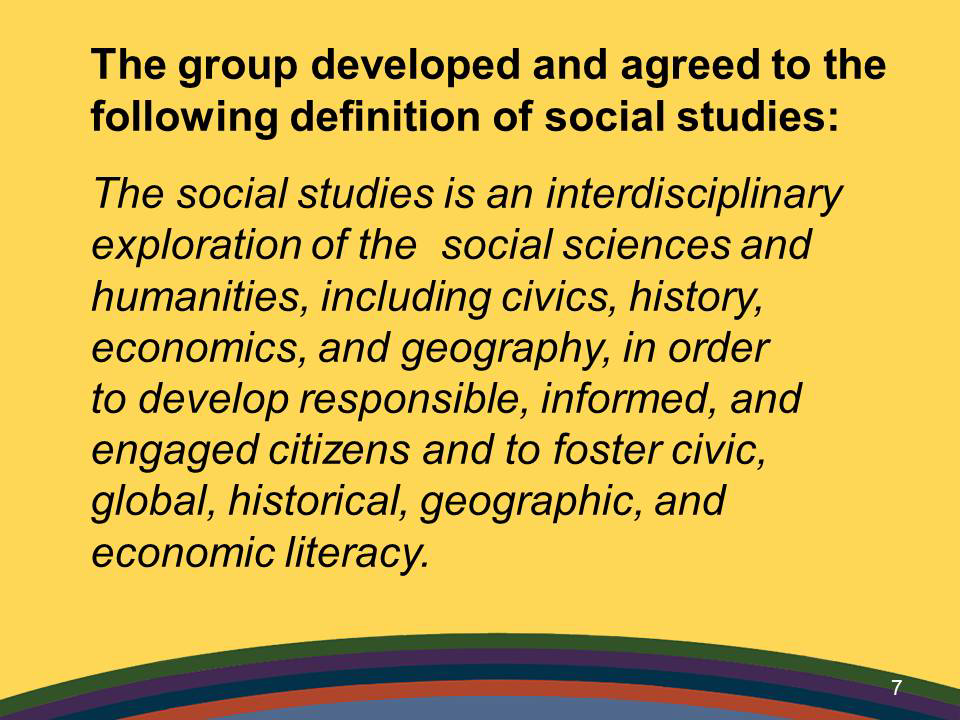 The group developed and agreed to the
following definition of social studies:
The social studies is an interdisciplinary
exploration of the  social sciences and
humanities, including civics, history,
economics, and geography, in order
to develop responsible, informed, and
engaged citizens and to foster civic,
global, historical, geographic, and
economic literacy.
7